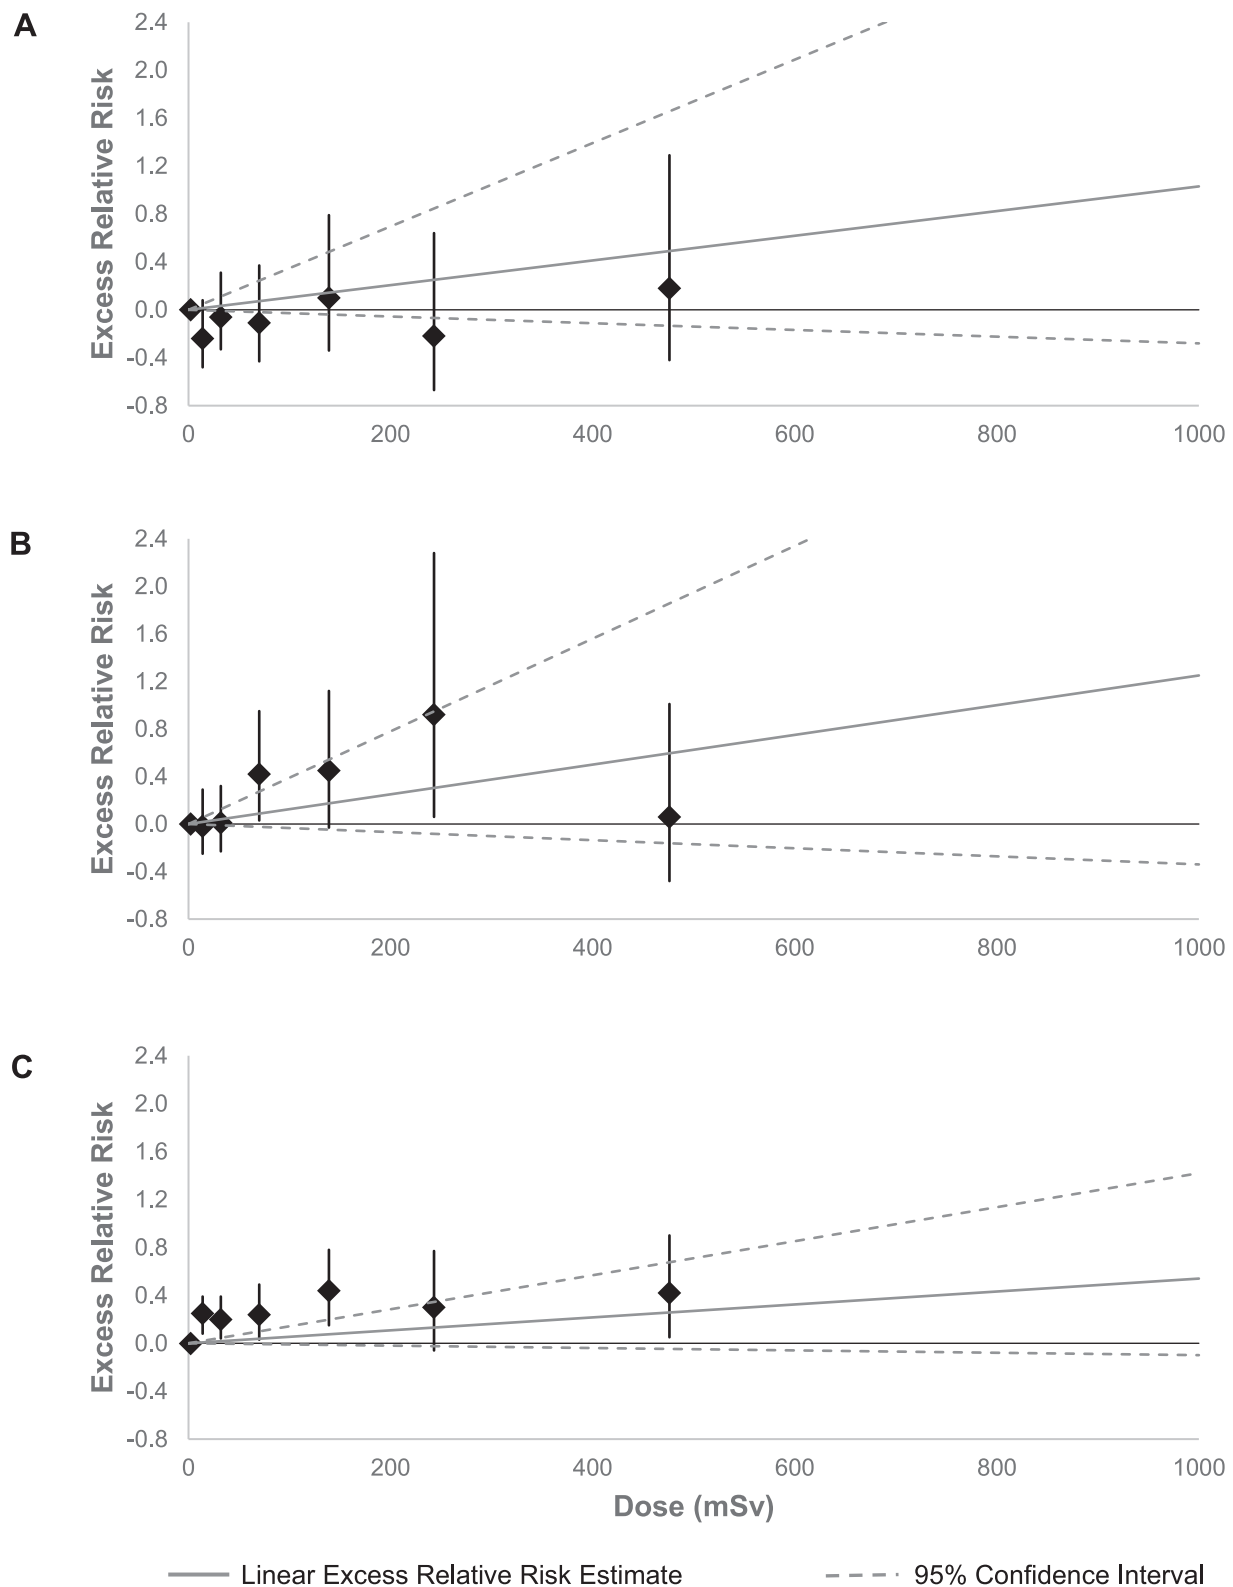 A
Excess Relative Risk
2.4
2.0
1.6
1.2
0.8
0.4
0.0
-0.4
-0.8
0 200 400 600 800 1000
B
Excess Relative Risk
2.4
2.0
1.6
1.2
0.8
0.4
0.0
-0.4
-0.8
0 200 400 600 800 1000
C
Excess Relative Risk
2.4
2.0
1.6
1.2
0.8
0.4
0.0
-0.4
-0.8
0 200 400 600 800 1000
Dose (mSv)
Linear Excess Relative Risk Estimate
95% Confidence Interval